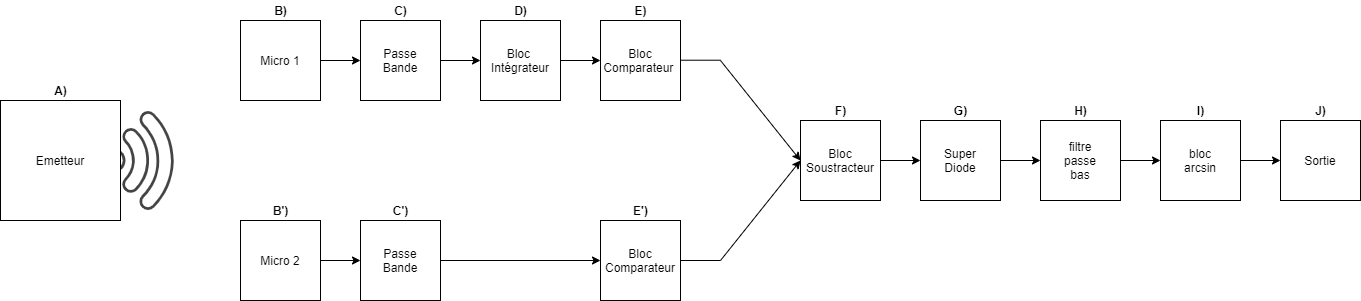 A)
Emetteur
B)
Micro 1
C)
Passe
Bande
D)
Bloc
Intégrateur
E)
Bloc
Comparateur
B')
Micro 2
C')
Passe
Bande
E')
Bloc
Comparateur
F)
Bloc
Soustracteur
G)
Super
Diode
H)
filtre
passe
bas
I)
bloc
arcsin
J)
Sortie